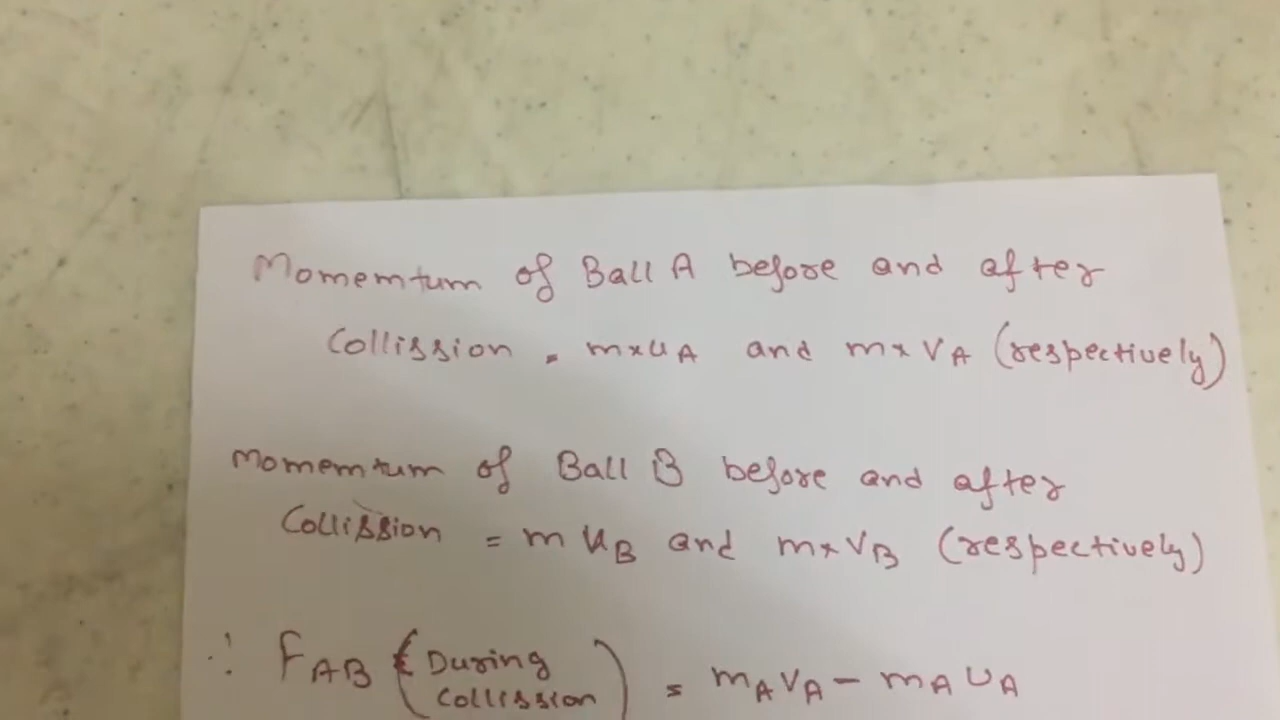 Momemtum of Ball A before and after
Collission = m×uA and m×VA (respectively)
Momemtum of Ball B before and after
Collission = m uB and m×VB (respectively)
∴ FAB (During
Collission) = mAVA - mAUA